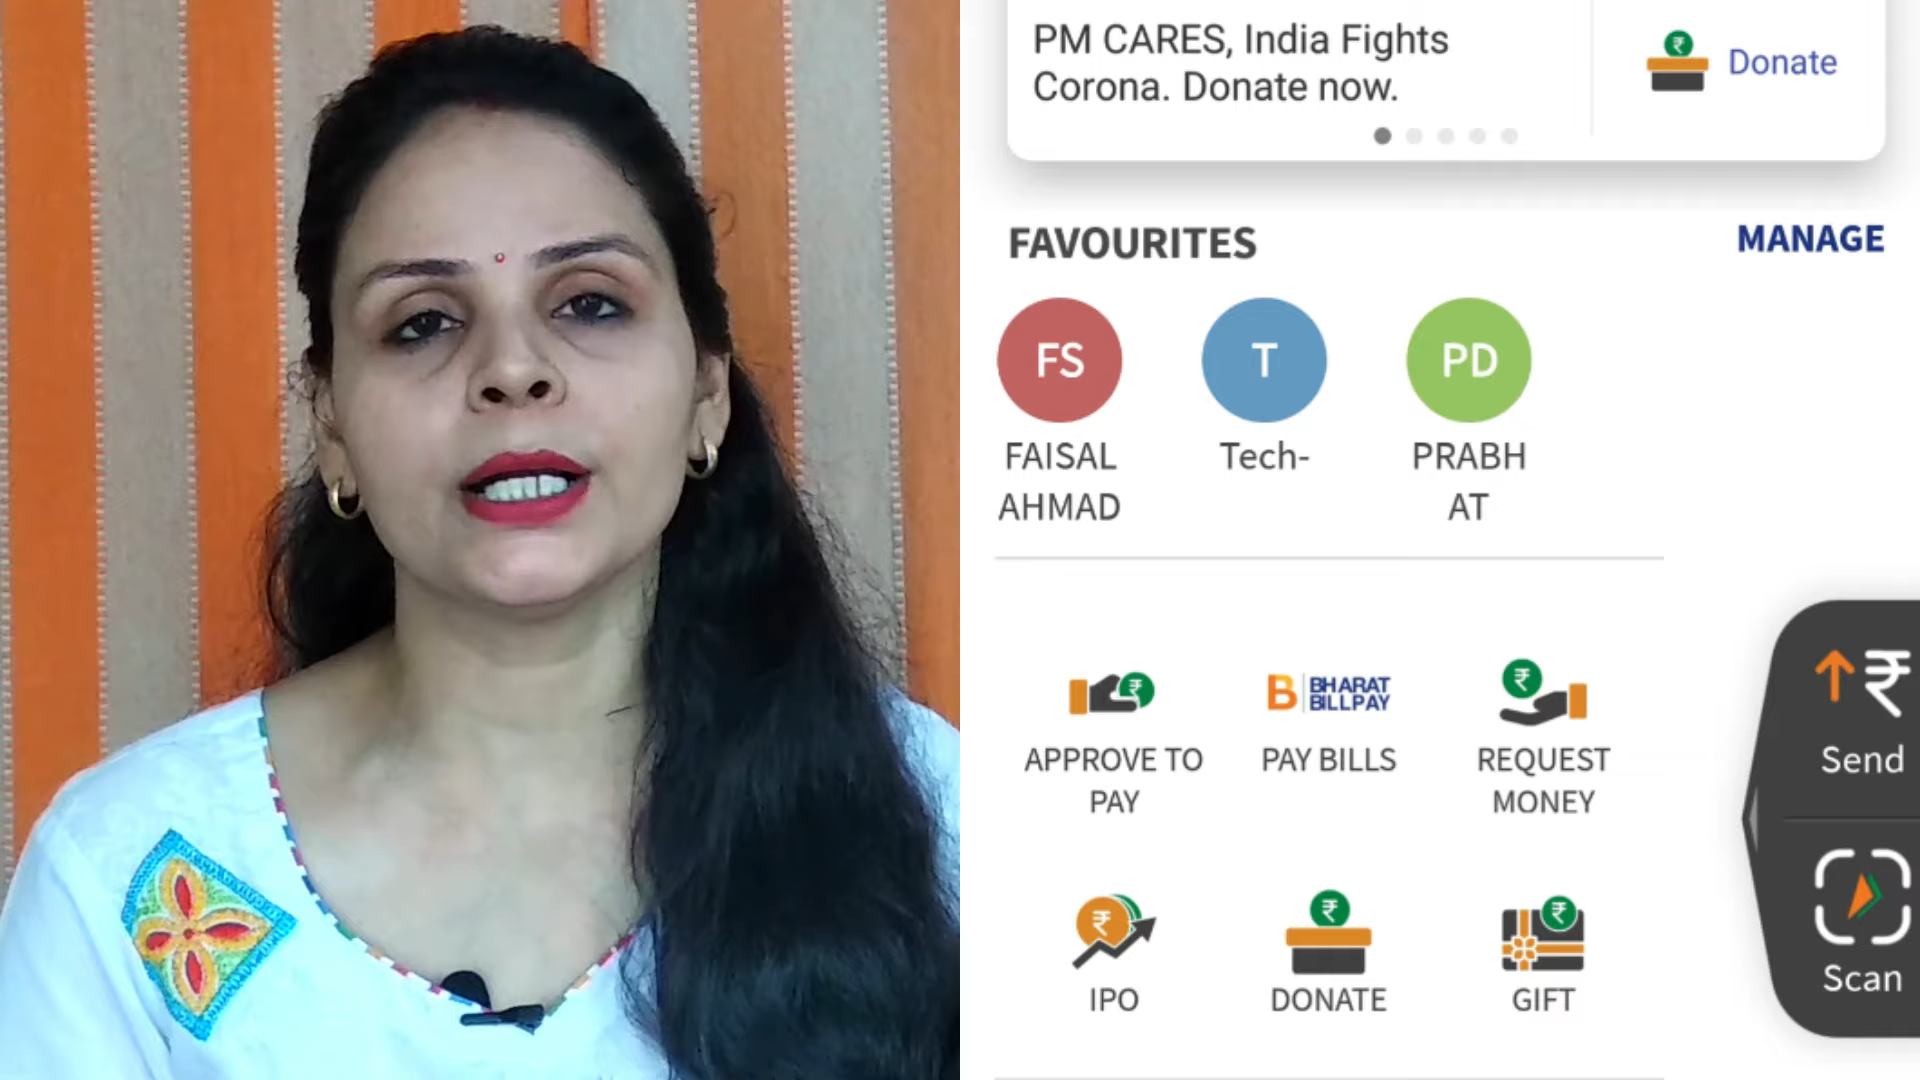 PM CARES, India Fights
Corona. Donate now.
Donate
FAVOURITES
MANAGE
FS
T
PD
FAISAL
AHMAD
Tech-
PRABH
AT
B BHARAT
BILLPAY
APPROVE TO
PAY
PAY BILLS
REQUEST
MONEY
Send
IPO
DONATE
GIFT
Scan